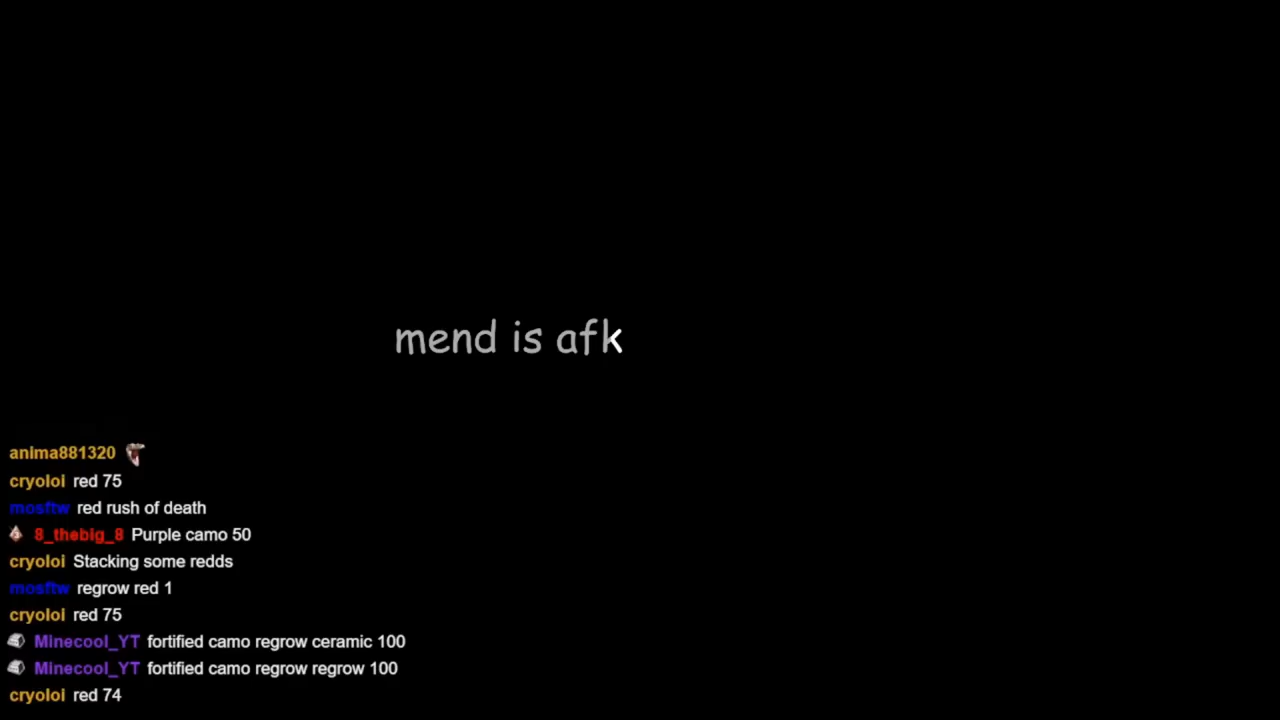 mend is afk
anima881320
cryoloi red 75
mosftw red rush of death
8_thebig_8 Purple camo 50
cryoloi Stacking some redds
mosftw regrow red 1
cryoloi red 75
Minecool_YT fortified camo regrow ceramic 100
Minecool_YT fortified camo regrow regrow 100
cryoloi red 74